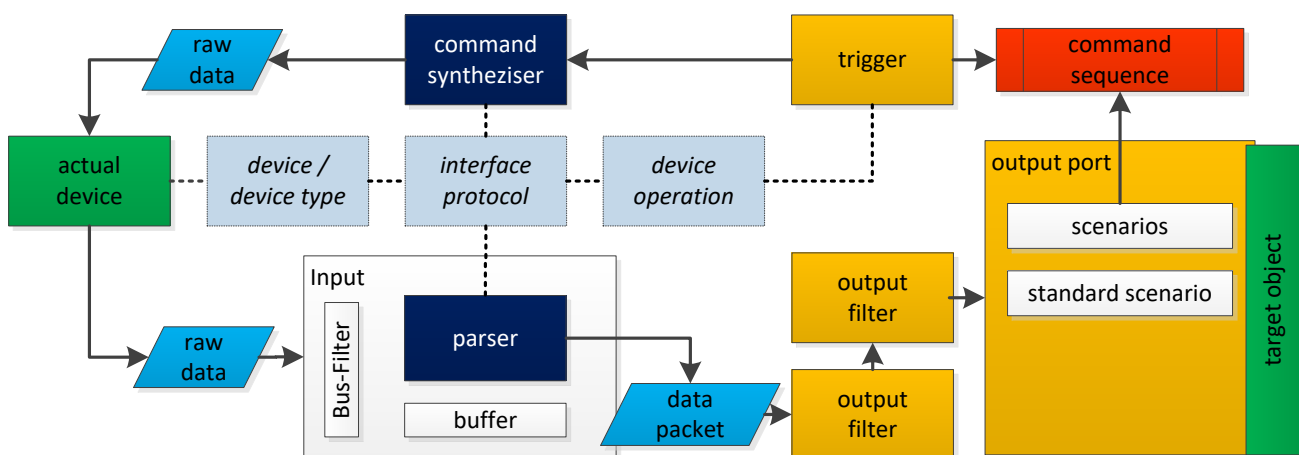 raw
data
command
syntheziser
trigger
command
sequence
actual
device
device /
device type
interface
protocol
device
operation
output port
scenarios
standard scenario
target object
Input
Bus-Filter
parser
buffer
raw
data
data
packet
output
filter
output
filter